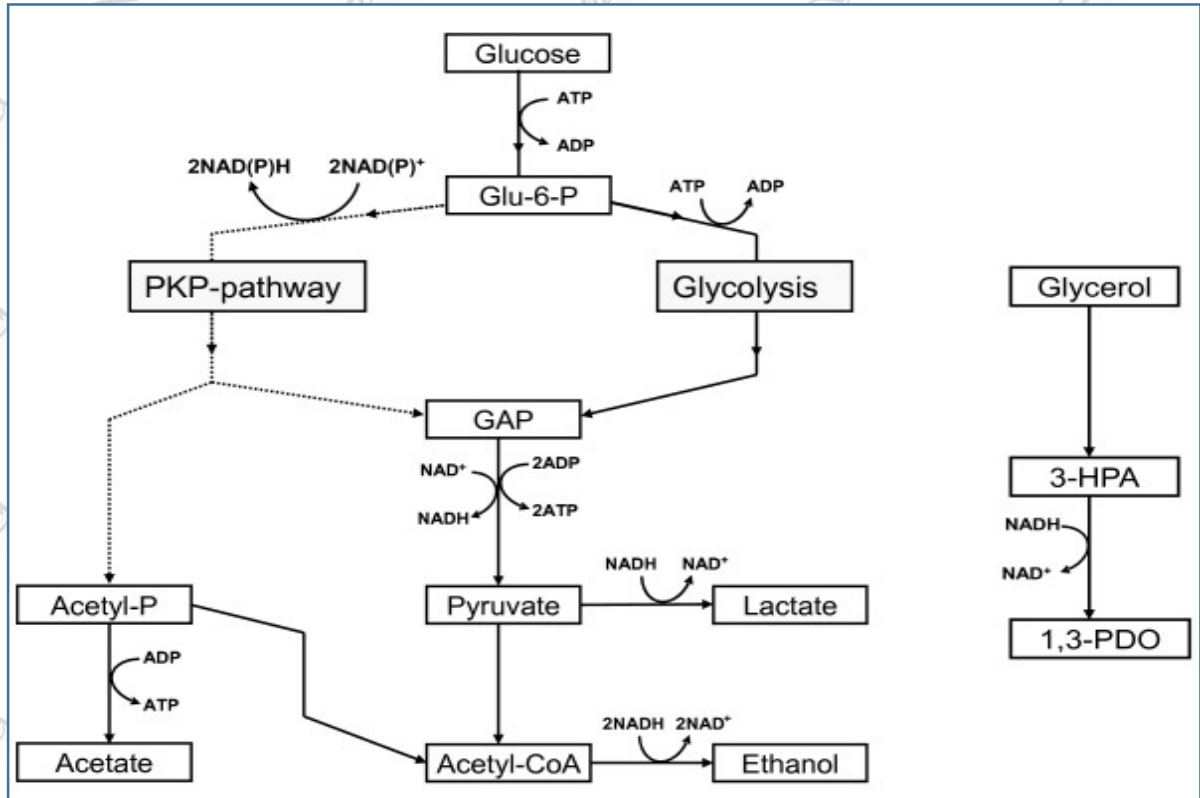 Glucose
ATP
ADP
2NAD(P)H
2NAD(P)⁺
Glu-6-P
ATP
ADP
PKP-pathway
Glycolysis
Glycerol
GAP
NAD⁺
2ADP
NADH
2ATP
3-HPA
NADH
NAD⁺
Acetyl-P
Pyruvate
NADH
NAD⁺
Lactate
1,3-PDO
ADP
ATP
Acetate
Acetyl-CoA
2NADH
2NAD⁺
Ethanol